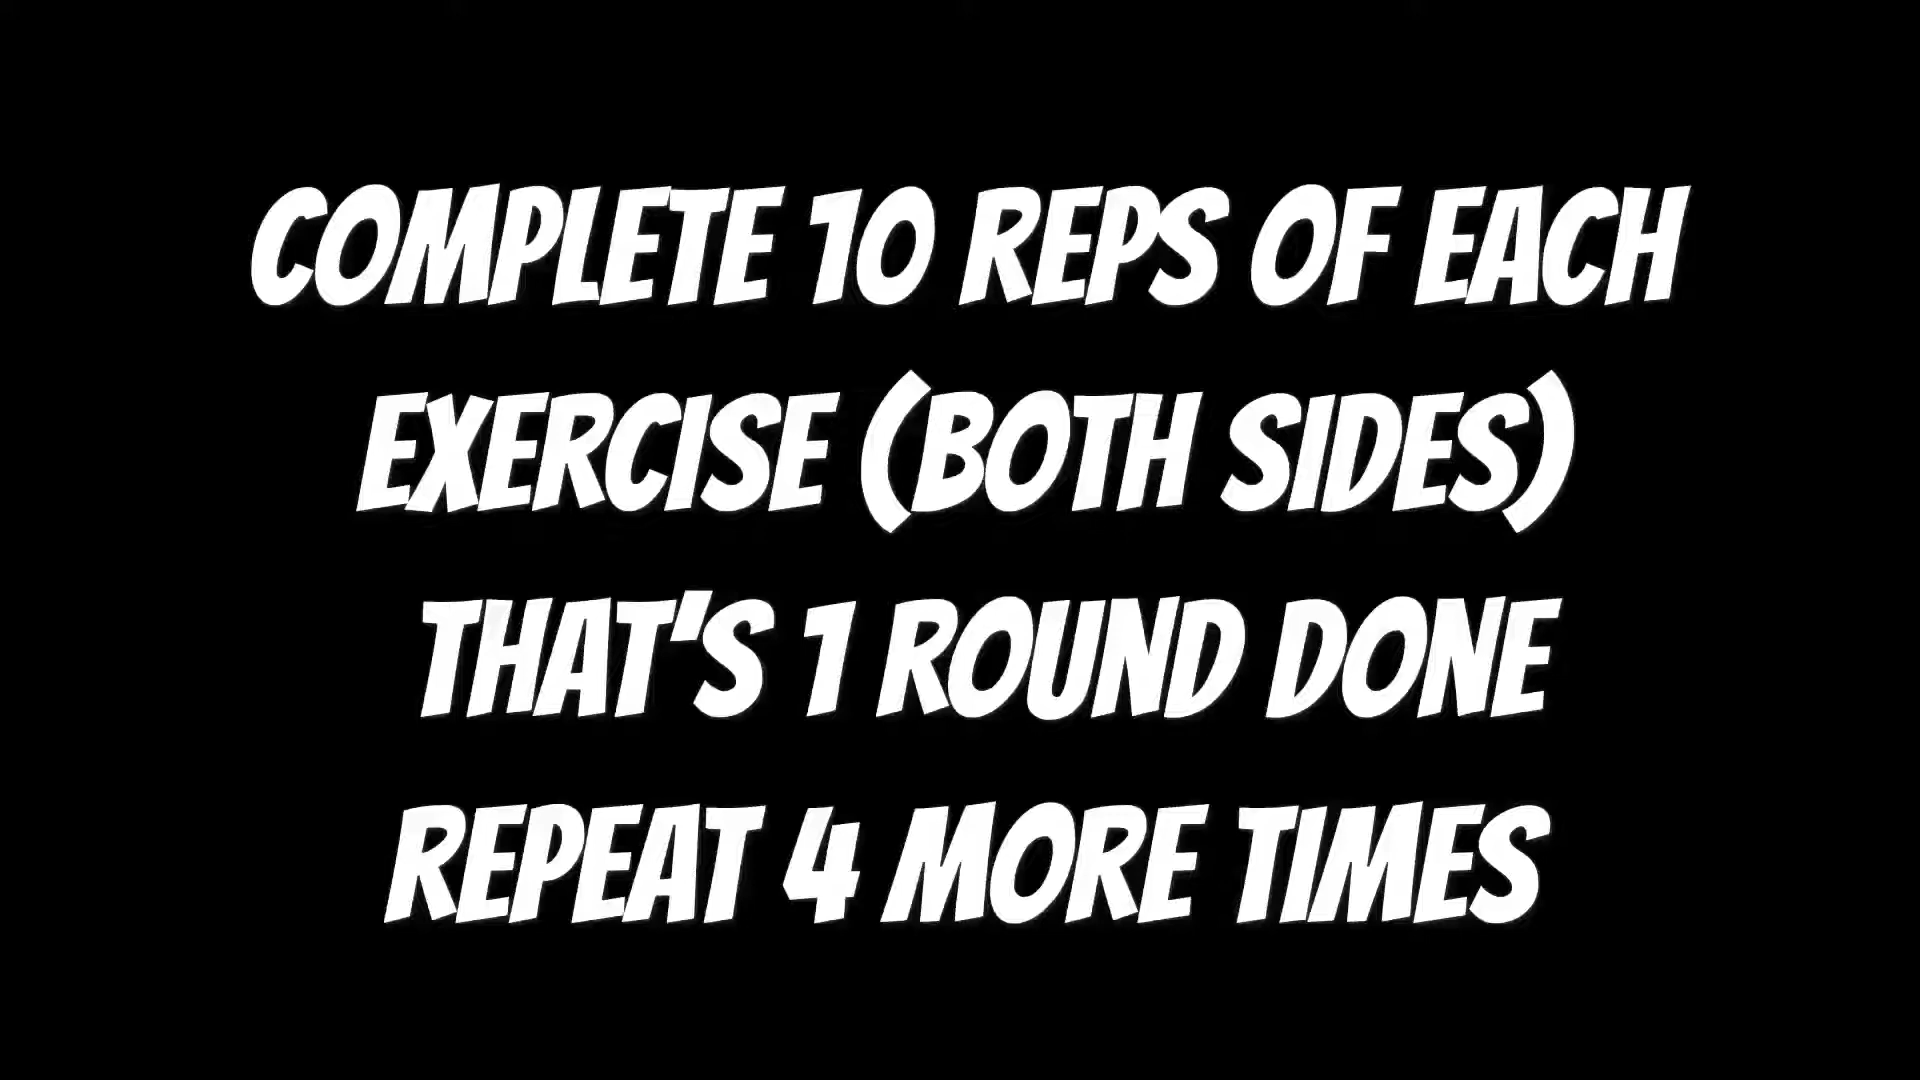 COMPLETE 10 REPS OF EACH
EXERCISE (BOTH SIDES)
THAT'S 1 ROUND DONE
REPEAT 4 MORE TIMES